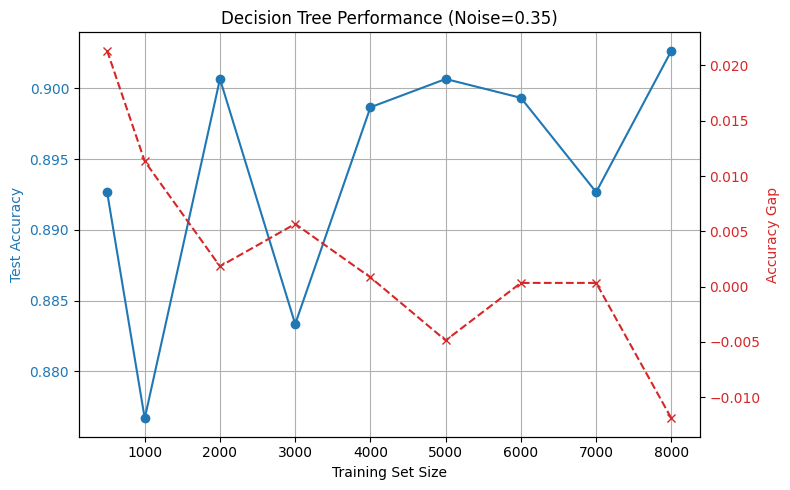 Decision Tree Performance (Noise=0.35)
Test Accuracy
0.900
0.895
0.890
0.885
0.880
0.020
0.015
0.010
0.005
0.000
−0.005
−0.010
Accuracy Gap
1000 2000 3000 4000 5000 6000 7000 8000
Training Set Size